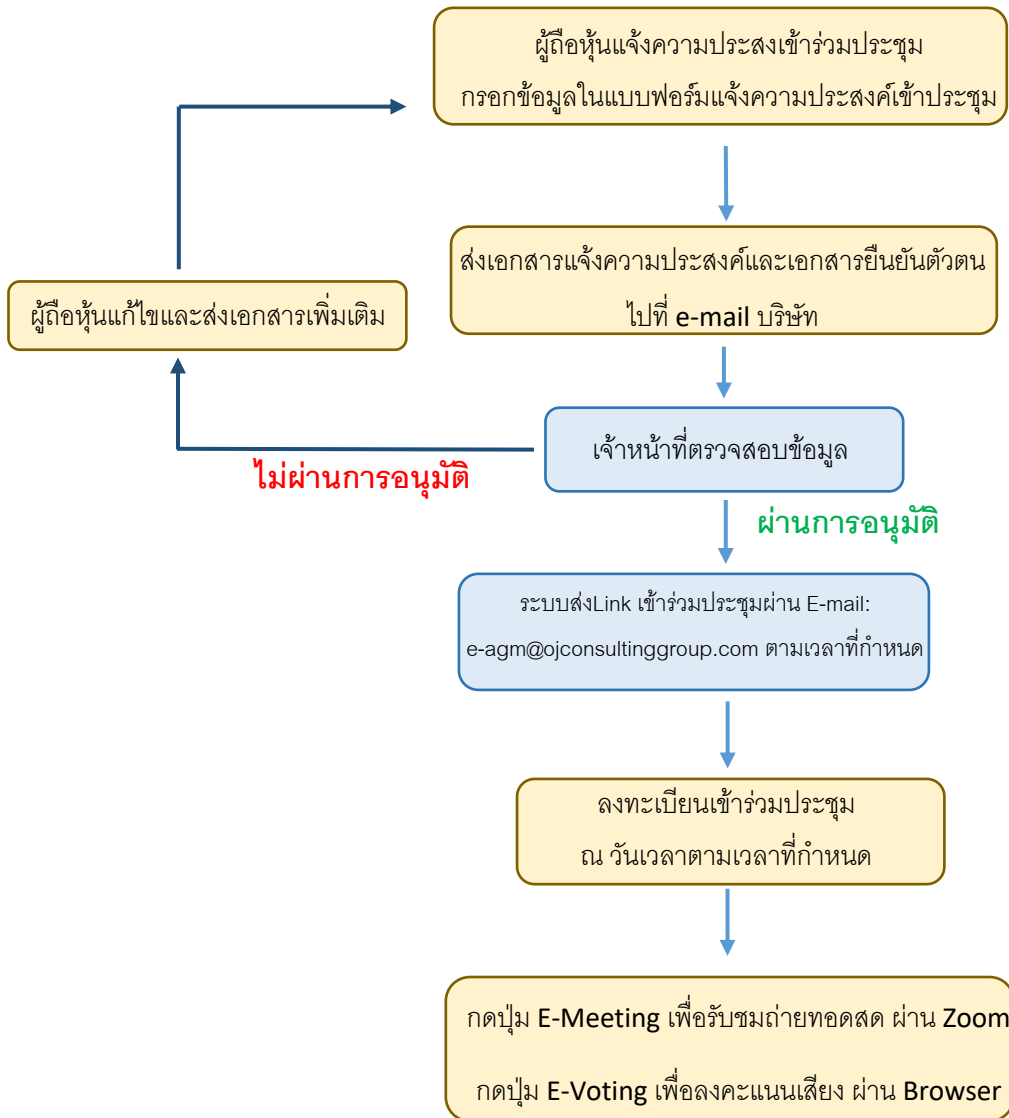 ผู้ถือหุ้นแจ้งความประสงเข้าร่วมประชุม
กรอกข้อมูลในแบบฟอร์มแจ้งความประสงค์เข้าประชุม
ส่งเอกสารแจ้งความประสงค์และเอกสารยืนยันตัวตน
ไปที่ e-mail บริษัท
ผู้ถือหุ้นแก้ไขและส่งเอกสารเพิ่มเติม
เจ้าหน้าที่ตรวจสอบข้อมูล
ไม่ผ่านการอนุมัติ
ผ่านการอนุมัติ
ระบบส่งLink เข้าร่วมประชุมผ่าน E-mail:
e-agm@ojconsultinggroup.com ตามเวลาที่กำหนด
ลงทะเบียนเข้าร่วมประชุม
ณ วันเวลาตามเวลาที่กำหนด
กดปุ่ม E-Meeting เพื่อรับชมถ่ายทอดสด ผ่าน Zoom
กดปุ่ม E-Voting เพื่อลงคะแนนเสียง ผ่าน Browser